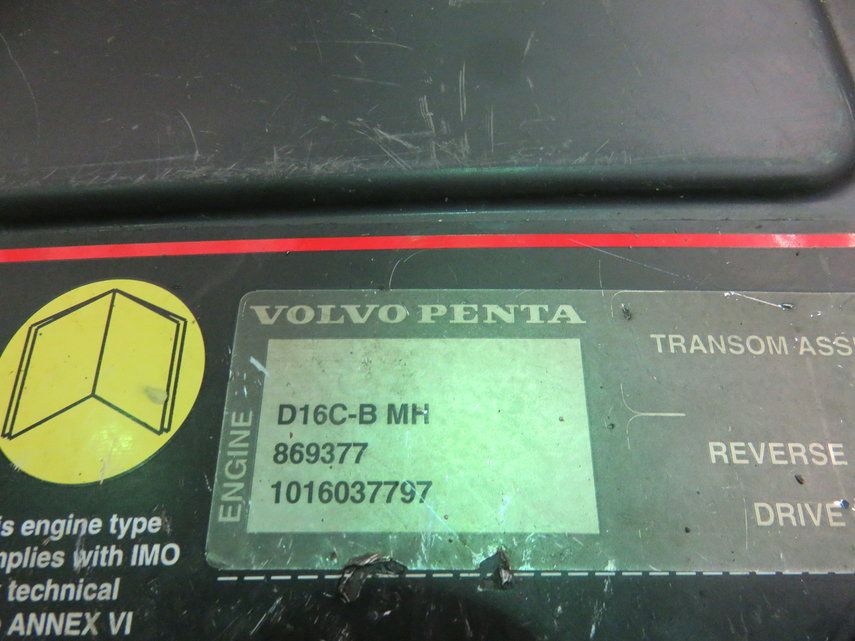 VOLVO PENTA
ENGINE
D16C-B MH
869377
1016037797
TRANSOM ASS
REVERSE
DRIVE
is engine type
mplies with IMO
technical
ANNEX VI